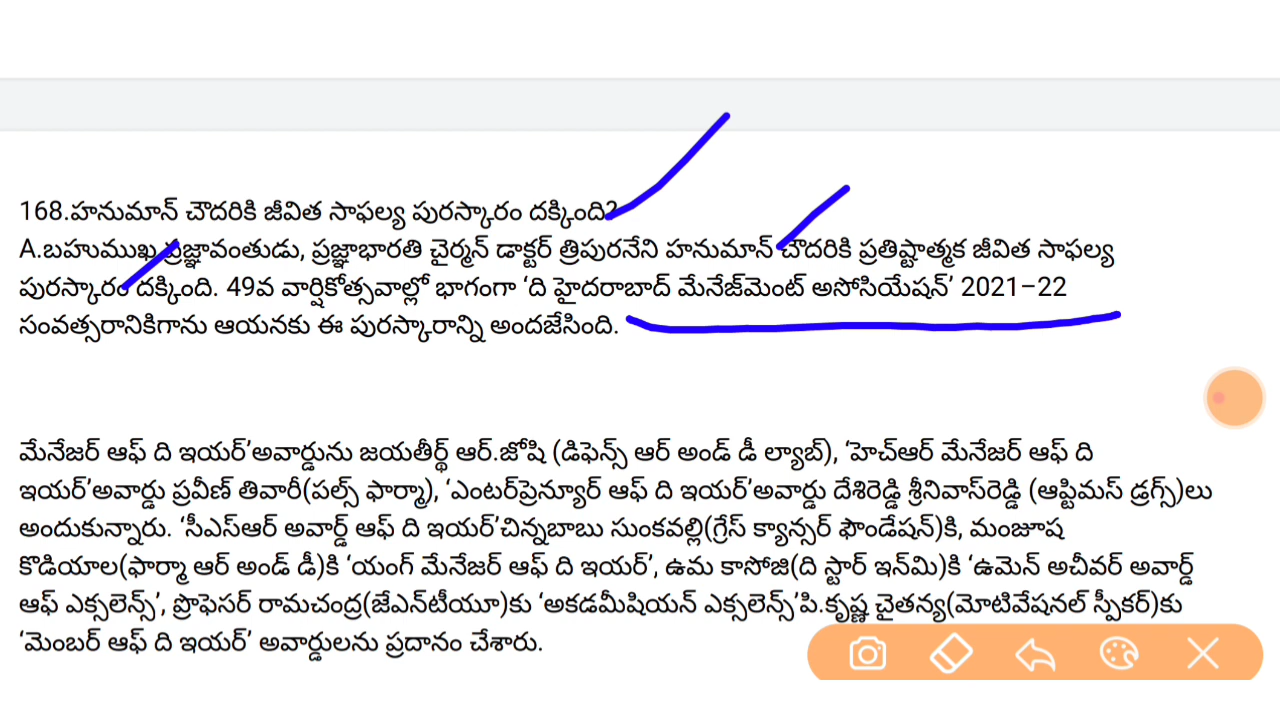 168.హనుమాన్ చౌదరికి జీవిత సాఫల్య పురస్కారం దక్కింది?
A.బహుముఖ ప్రజ్ఞావంతుడు, ప్రజ్ఞాభారతి చైర్మన్ డాక్టర్ త్రిపురనేని హనుమాన్ చౌదరికి ప్రతిష్టాత్మక జీవిత సాఫల్య
పురస్కారం దక్కింది. 49వ వార్షికోత్సవాల్లో భాగంగా ‘ది హైదరాబాద్ మేనేజ్‌మెంట్ అసోసియేషన్’ 2021–22
సంవత్సరానికిగాను ఆయనకు ఈ పురస్కారాన్ని అందజేసింది.
మేనేజర్ ఆఫ్ ది ఇయర్’అవార్డును జయతీర్థ్ ఆర్.జోషి (డిఫెన్స్ ఆర్ అండ్ డీ ల్యాబ్), ‘హెచ్ఆర్ మేనేజర్ ఆఫ్ ది
ఇయర్’అవార్డు ప్రవీణ్ తివారీ(పల్స్ ఫార్మా), ‘ఎంటర్‌ప్రెన్యూర్ ఆఫ్ ది ఇయర్’అవార్డు దేశిరెడ్డి శ్రీనివాస్‌రెడ్డి (ఆప్టిమస్ డ్రగ్స్)లు
అందుకున్నారు. ‘సీఎస్ఆర్ అవార్డ్ ఆఫ్ ది ఇయర్’చిన్నబాబు సుంకవల్లి(గ్రేస్ క్యాన్సర్ ఫౌండేషన్)కి, మంజూష
కొడియాల(ఫార్మా ఆర్ అండ్ డీ)కి ‘యంగ్ మేనేజర్ ఆఫ్ ది ఇయర్’, ఉమ కాసోజి(ది స్టార్ ఇన్‌మి)కి ‘ఉమెన్ అచీవర్ అవార్డ్
ఆఫ్ ఎక్సలెన్స్’, ప్రొఫెసర్ రామచంద్ర(జేఎన్‌టీయూ)కు ‘అకడమీషియన్ ఎక్సలెన్స్’పి.కృష్ణ చైతన్య(మోటివేషనల్ స్పీకర్)కు
‘మెంబర్ ఆఫ్ ది ఇయర్’ అవార్డులను ప్రదానం చేశారు.